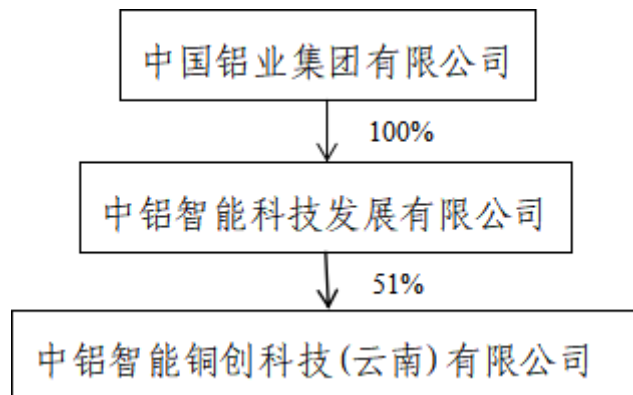 中国铝业集团有限公司
100%
中铝智能科技发展有限公司
51%
中铝智能铜创科技(云南)有限公司